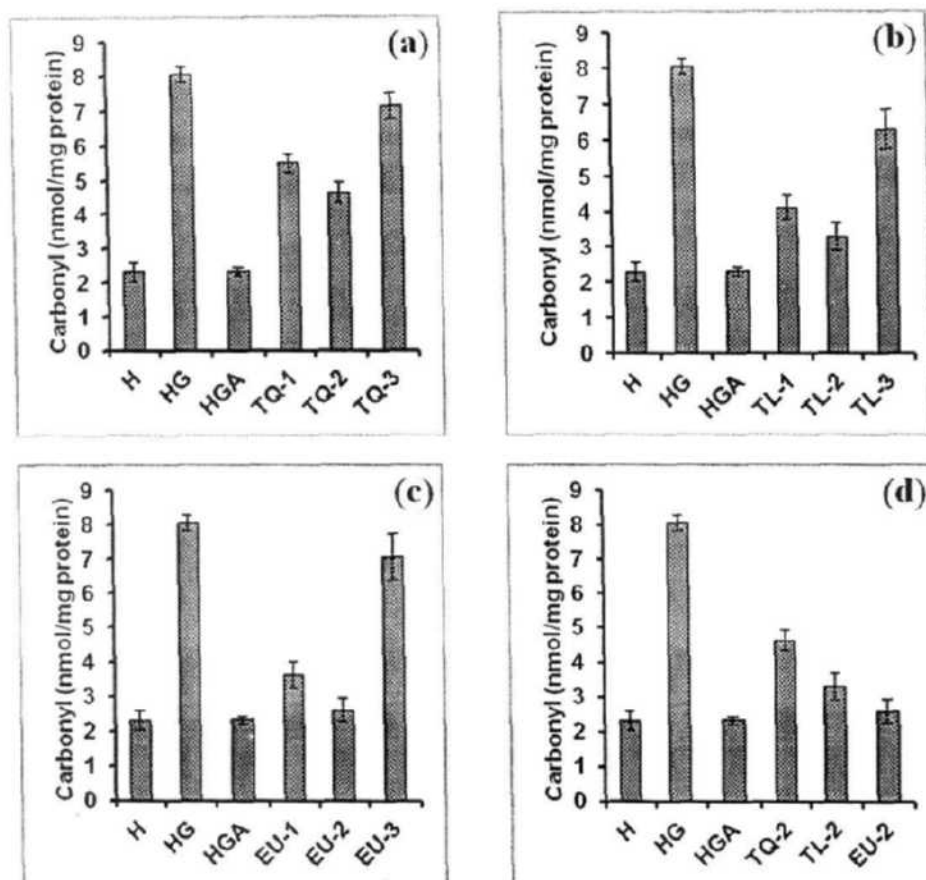 (a)
Carbonyl (nmol/mg protein)
9
8
7
6
5
4
3
2
1
0
H
HG
HGA
TQ-1
TQ-2
TQ-3
(b)
Carbonyl (nmol/mg protein)
9
8
7
6
5
4
3
2
1
0
H
HG
HGA
TL-1
TL-2
TL-3
(c)
Carbonyl (nmol/mg protein)
9
8
7
6
5
4
3
2
1
0
H
HG
HGA
EU-1
EU-2
EU-3
(d)
Carbonyl (nmol/mg protein)
9
8
7
6
5
4
3
2
1
0
H
HG
HGA
TQ-2
TL-2
EU-2